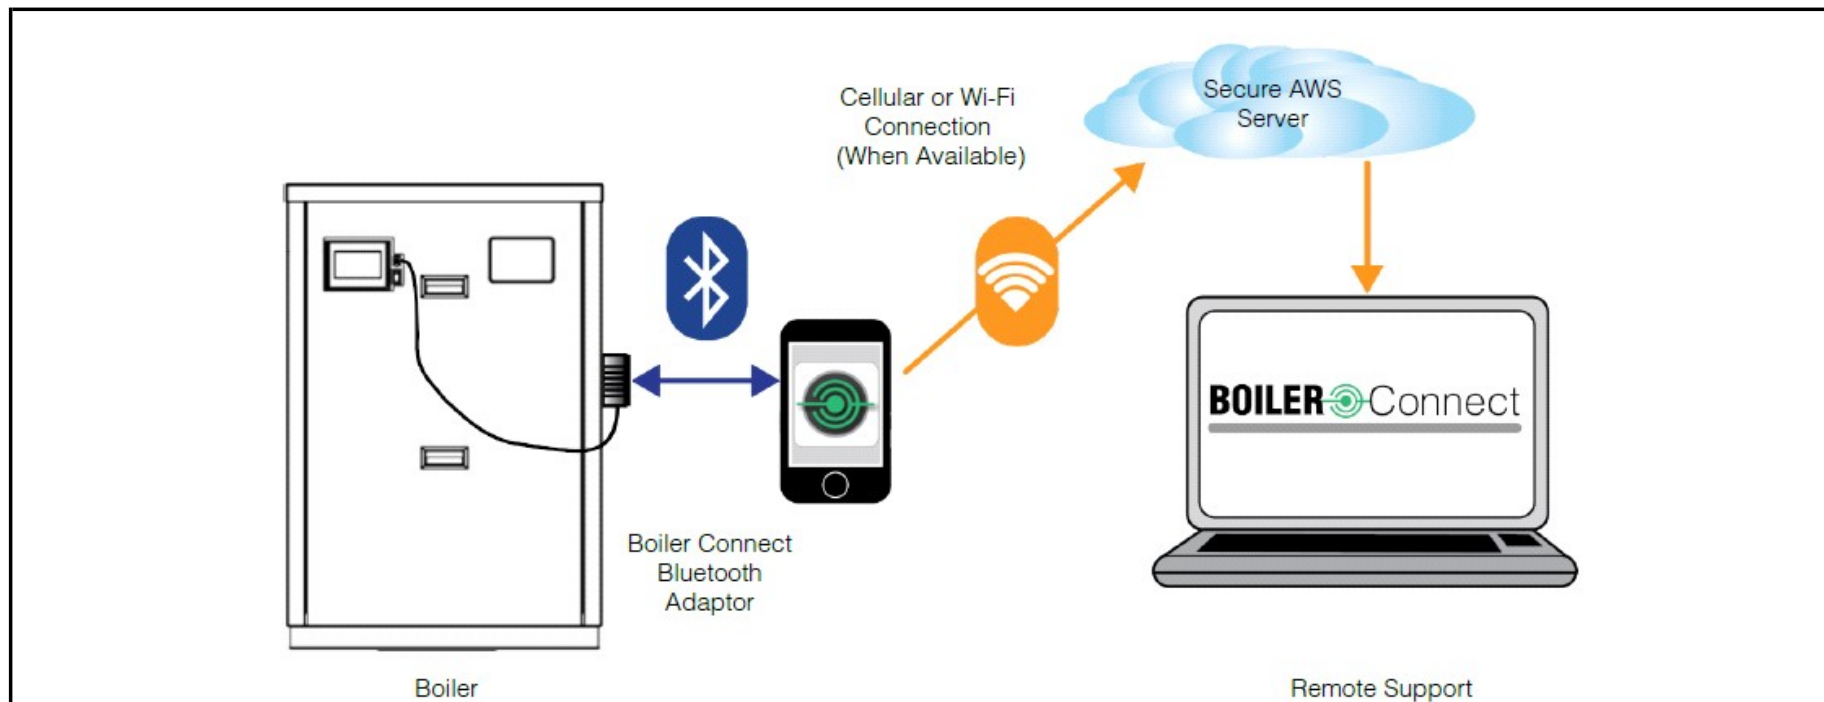 Cellular or Wi-Fi
Connection
(When Available)
Secure AWS
Server
BOILER Connect
Boiler Connect
Bluetooth
Adaptor
Boiler
Remote Support